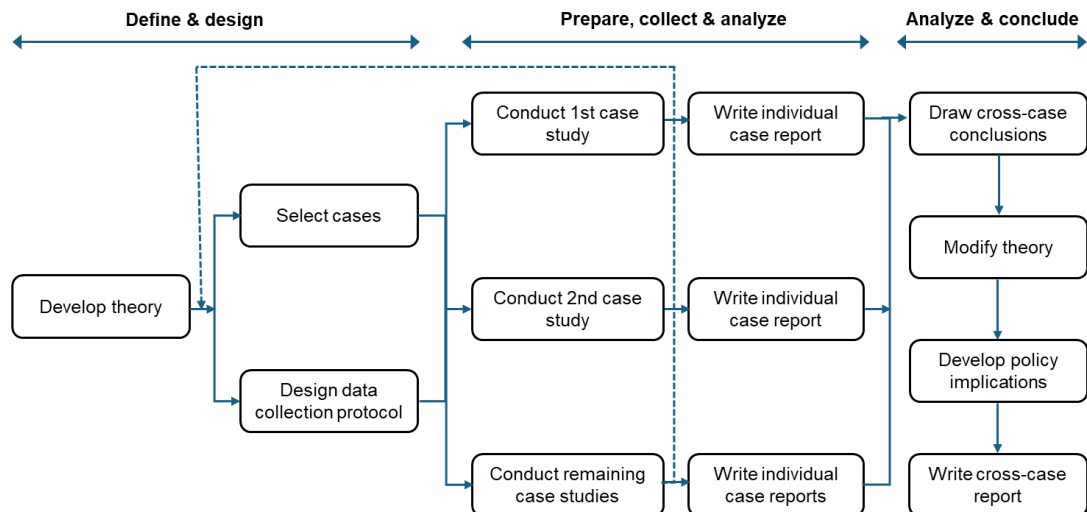 Define & design
Prepare, collect & analyze
Analyze & conclude
Develop theory
Select cases
Design data
collection protocol
Conduct 1st case
study
Conduct 2nd case
study
Conduct remaining
case studies
Write individual
case report
Write individual
case report
Write individual
case reports
Draw cross-case
conclusions
Modify theory
Develop policy
implications
Write cross-case
report